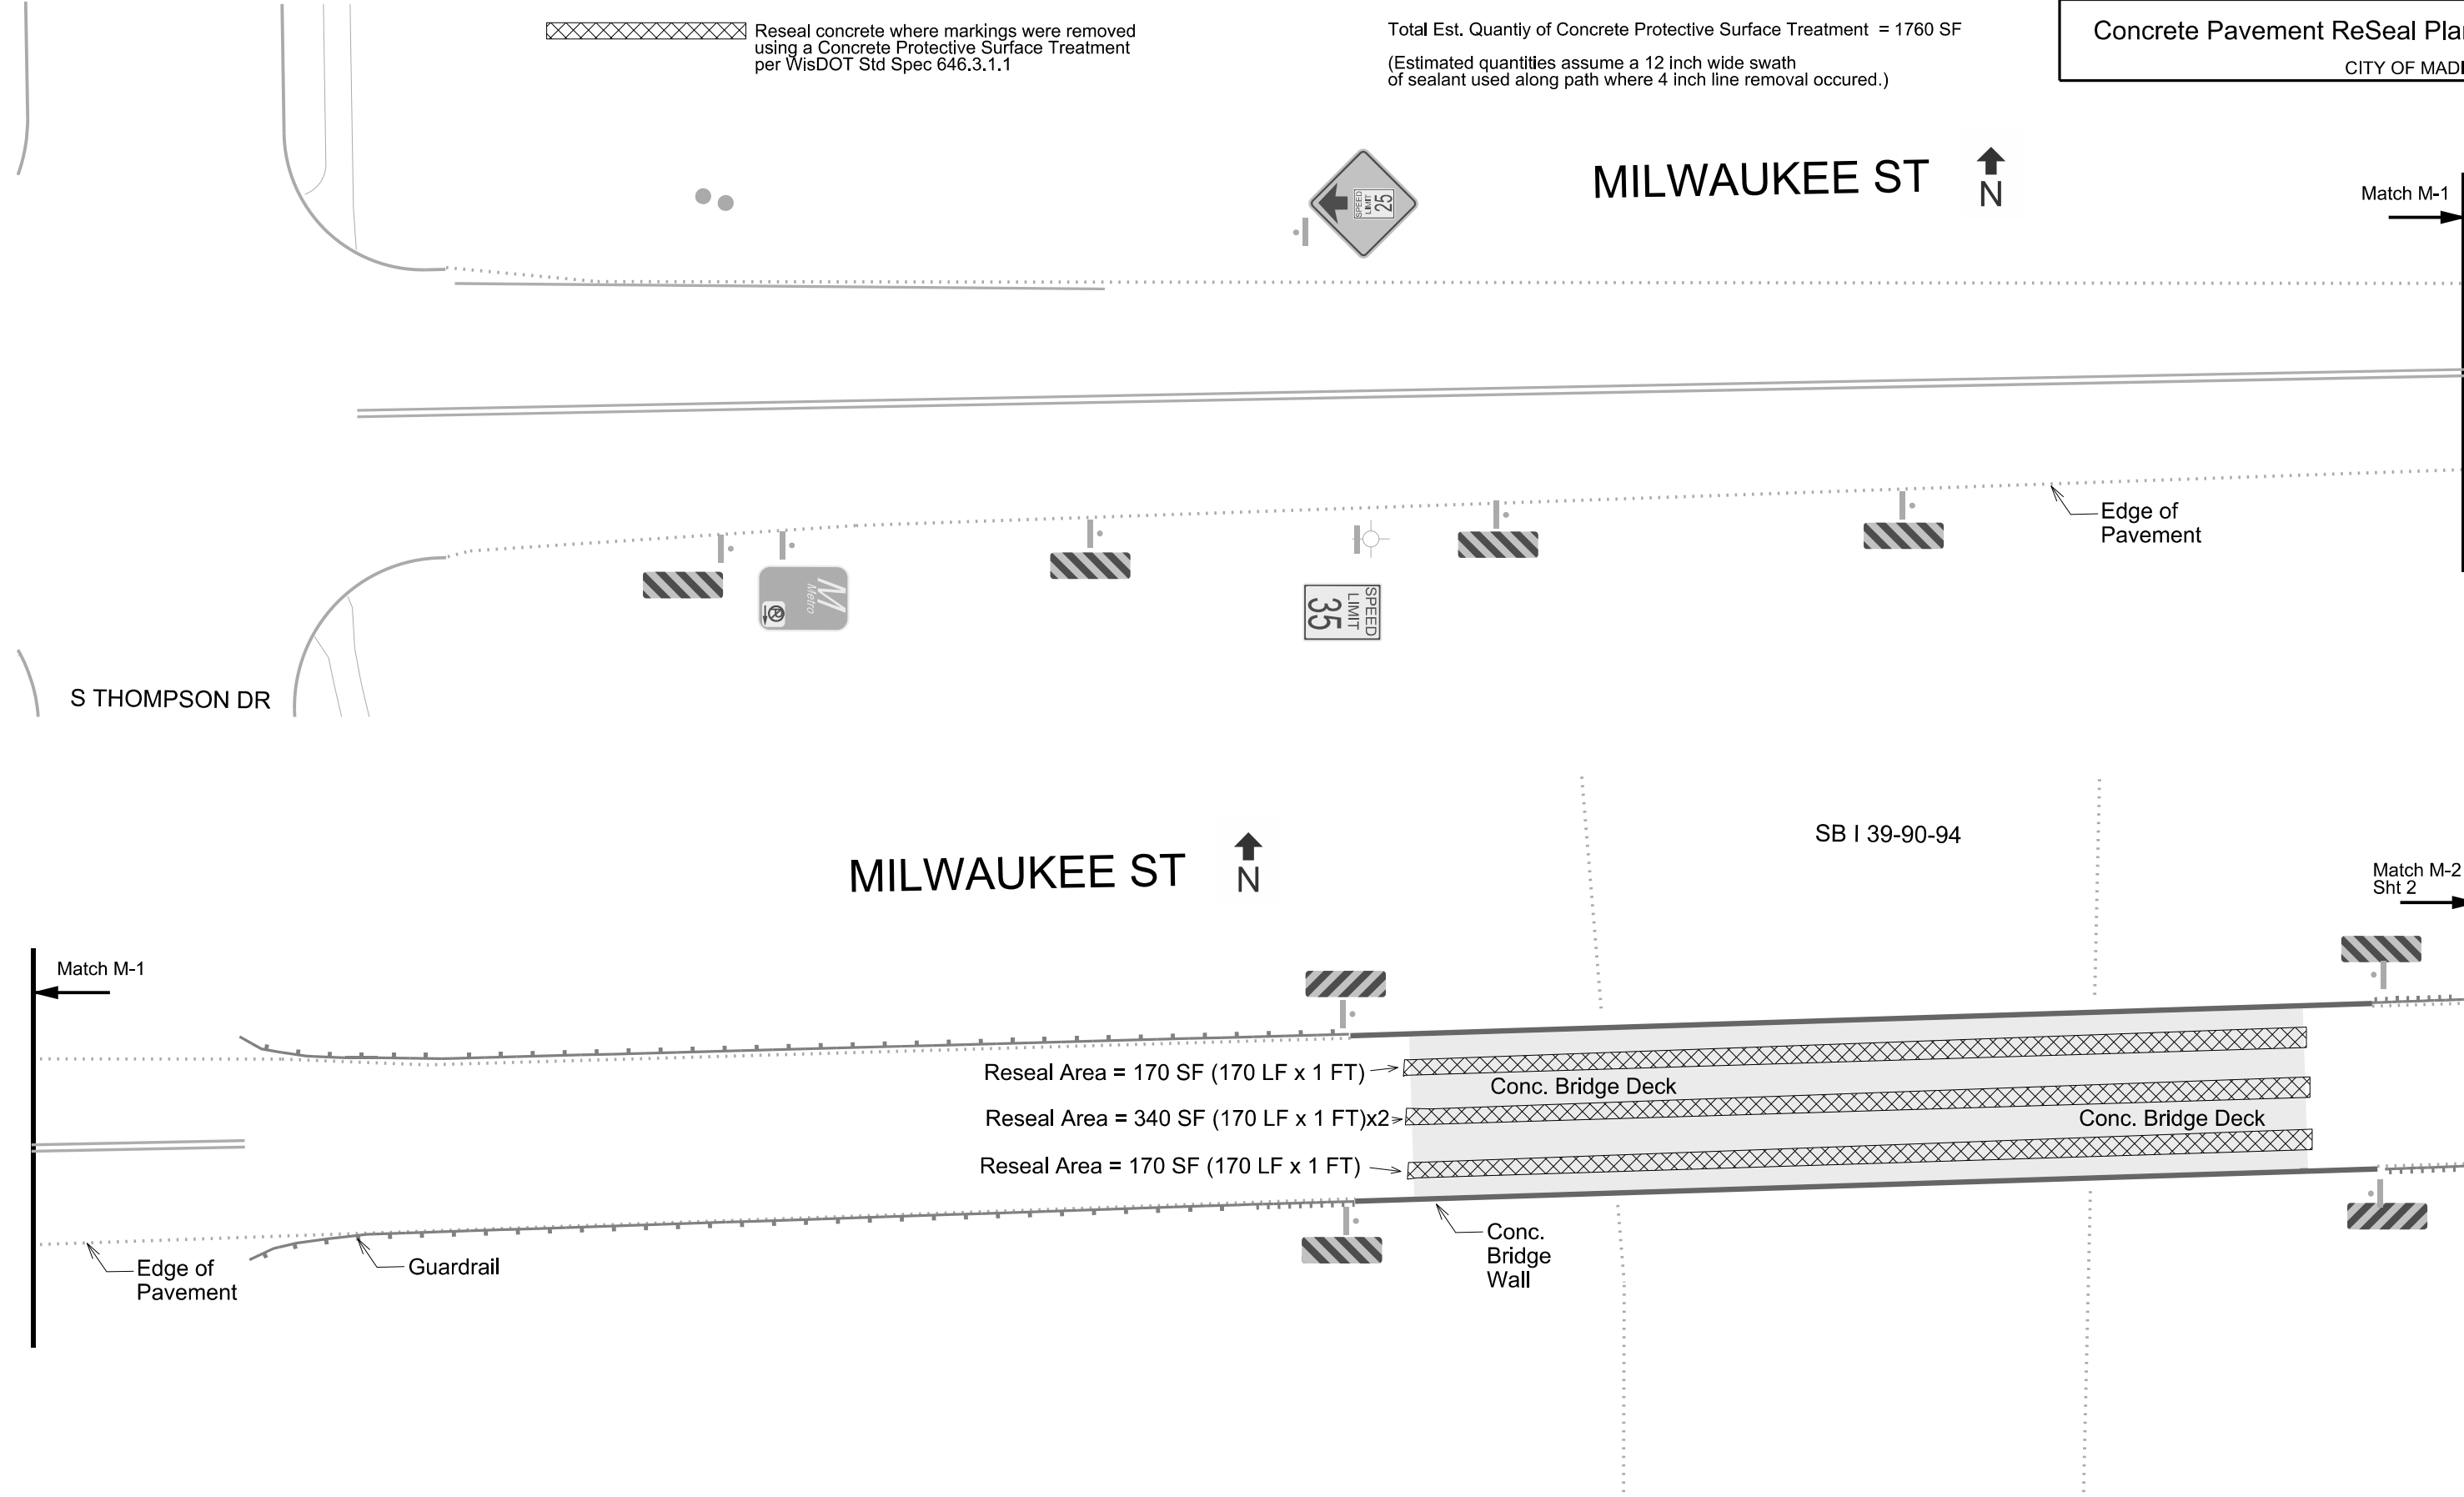 Reseal concrete where markings were removed
using a Concrete Protective Surface Treatment
per WisDOT Std Spec 646.3.1.1
Total Est. Quantiy of Concrete Protective Surface Treatment = 1760 SF
(Estimated quantities assume a 12 inch wide swath
of sealant used along path where 4 inch line removal occured.)
Concrete Pavement ReSeal Pla
CITY OF MAD
SPEED
LIMIT
25
MILWAUKEE ST
N
Match M-1
Edge of
Pavement
M
Metro
SPEED
LIMIT
35
S THOMPSON DR
SB I 39-90-94
MILWAUKEE ST
N
Match M-2
Sht 2
Match M-1
Reseal Area = 170 SF (170 LF x 1 FT)
Conc. Bridge Deck
Reseal Area = 340 SF (170 LF x 1 FT)x2
Conc. Bridge Deck
Reseal Area = 170 SF (170 LF x 1 FT)
Conc.
Bridge
Wall
Edge of
Pavement
Guardrail